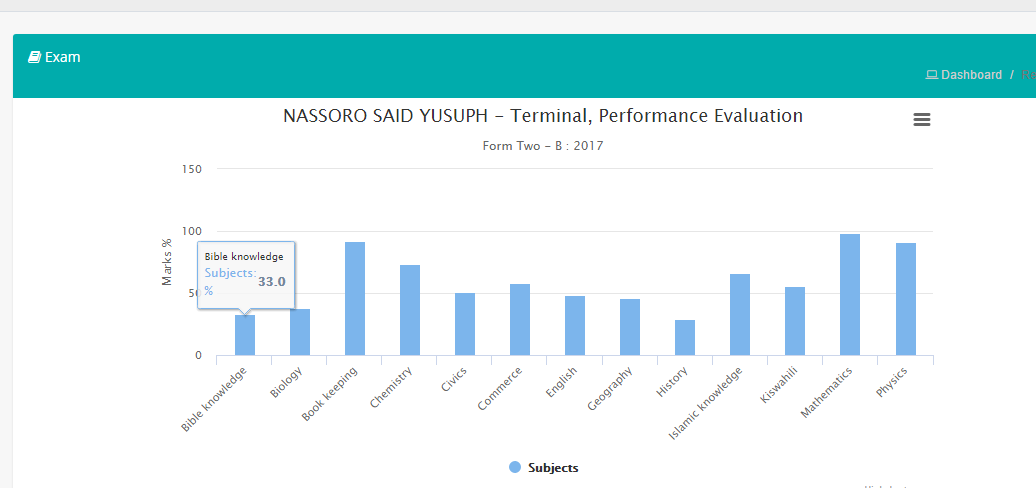 Exam
Dashboard /
NASSORO SAID YUSUPH - Terminal, Performance Evaluation
Form Two - B : 2017
Marks %
150
100
50
0
Bible knowledge
Subjects: 33.0
%
Bible knowledge
Biology
Book keeping
Chemistry
Civics
Commerce
English
Geography
History
Islamic knowledge
Kiswahili
Mathematics
Physics
Subjects